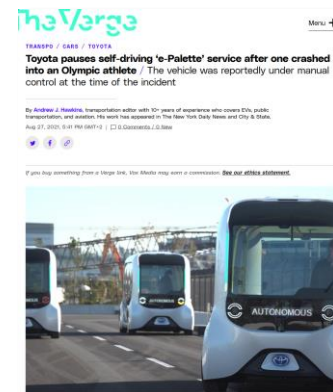 The Verge
Menu +
TRANSPO / CARS / TOYOTA
Toyota pauses self-driving ‘e-Palette’ service after one crashed
into an Olympic athlete / The vehicle was reportedly under manual
control at the time of the incident
By Andrew J. Hawkins, transportation editor with 10+ years of experience who covers EVs, public
transportation, and aviation. His work has appeared in The New York Daily News and City & State.
Aug 27, 2021, 5:41 PM GMT+2 | 0 Comments / 0 New
If you buy something from a Verge link, Vox Media may earn a commission. See our ethics statement.
AUTONOMOUS
AUTONOMOUS